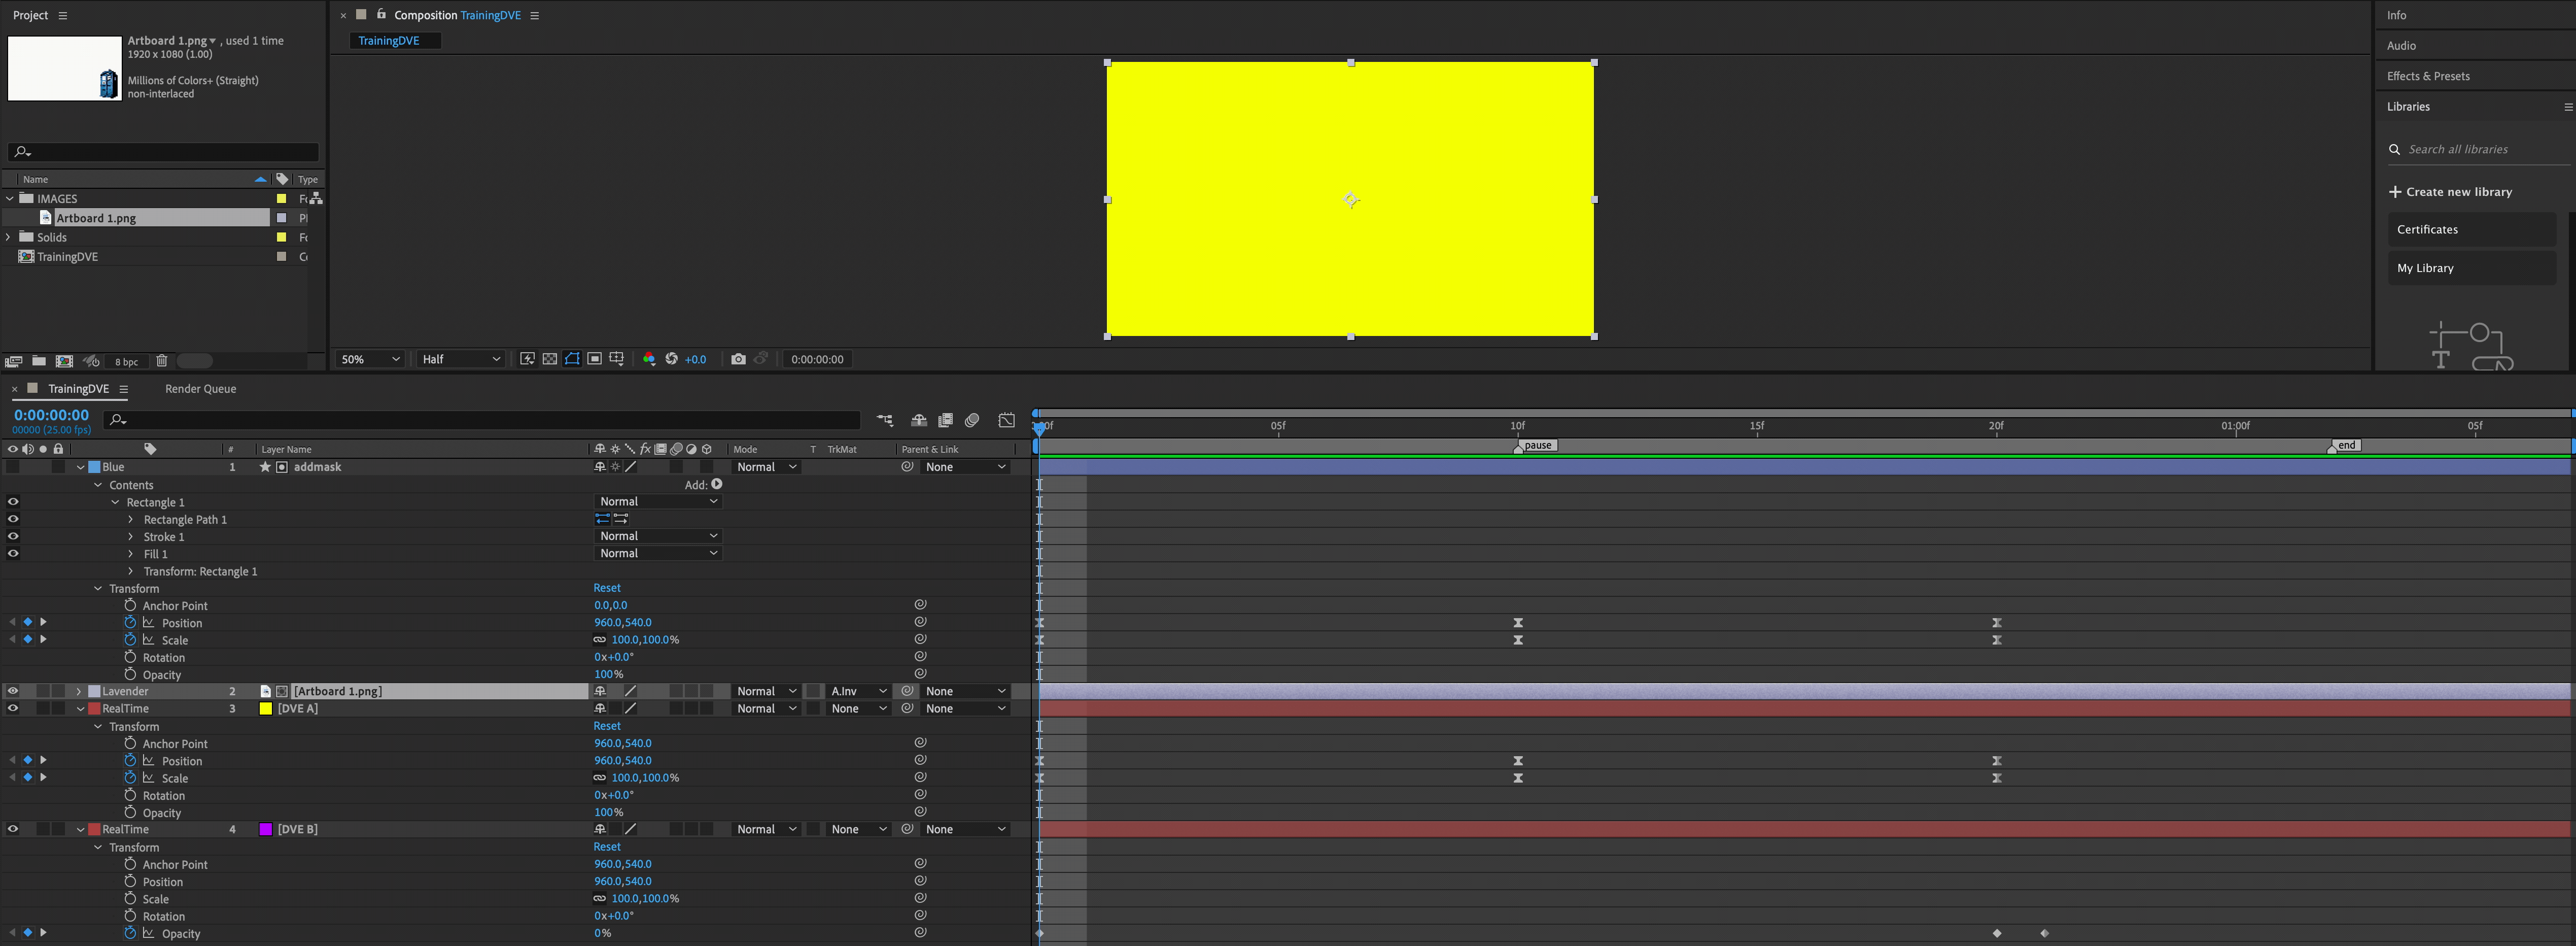 Project
Artboard 1.png , used 1 time
1920 x 1080 (1.00)
Millions of Colors+ (Straight)
non-interlaced
Name Type
IMAGES
Artboard 1.png
Solids
TrainingDVE
8 bpc
Composition TrainingDVE
TrainingDVE
50% Half +0.0 0:00:00:00
Info
Audio
Effects & Presets
Libraries
Search all libraries
Create new library
Certificates
My Library
TrainingDVE Render Queue
0:00:00:00
00000 (25.00 fps)
05f 10f 15f 20f 01:00f 05f
pause end
# Layer Name fx Mode T TrkMat Parent & Link
Blue 1 addmask Normal None
Contents Add:
Rectangle 1 Normal
Rectangle Path 1
Stroke 1 Normal
Fill 1 Normal
Transform: Rectangle 1
Transform Reset
Anchor Point 0.0,0.0
Position 960.0,540.0
Scale 100.0,100.0%
Rotation 0x+0.0°
Opacity 100%
Lavender 2 [Artboard 1.png] Normal A.Inv None
RealTime 3 [DVE A] Normal None None
Transform Reset
Anchor Point 960.0,540.0
Position 960.0,540.0
Scale 100.0,100.0%
Rotation 0x+0.0°
Opacity 100%
RealTime 4 [DVE B] Normal None None
Transform Reset
Anchor Point 960.0,540.0
Position 960.0,540.0
Scale 100.0,100.0%
Rotation 0x+0.0°
Opacity 0%